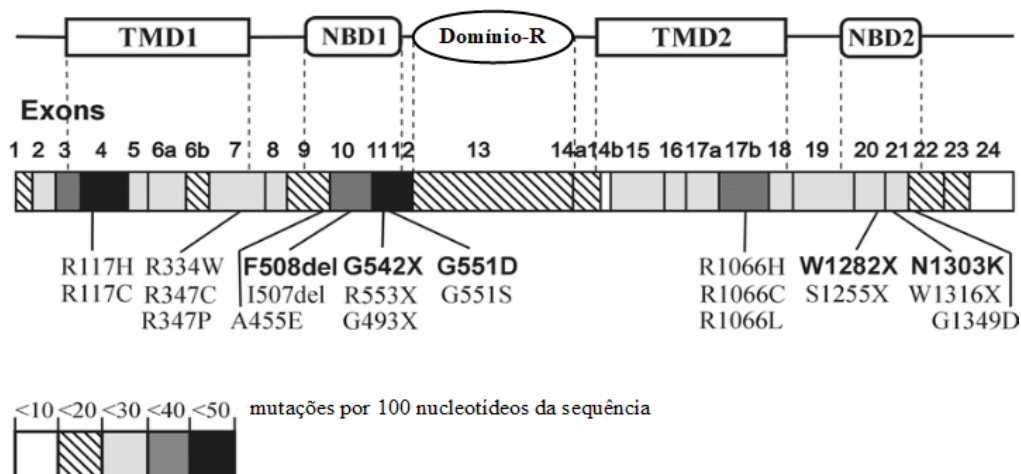 TMD1 NBD1 Domínio-R TMD2 NBD2
Exons
1 2 3 4 5 6a 6b 7 8 9 10 11 12 13 14a 14b 15 16 17a 17b 18 19 20 21 22 23 24
R117H R334W F508del G542X G551D R1066H W1282X N1303K
R117C R347C I507del R553X G551S R1066C S1255X W1316X
R347P A455E G493X R1066L G1349D
<10 <20 <30 <40 <50 mutações por 100 nucleotídeos da sequência